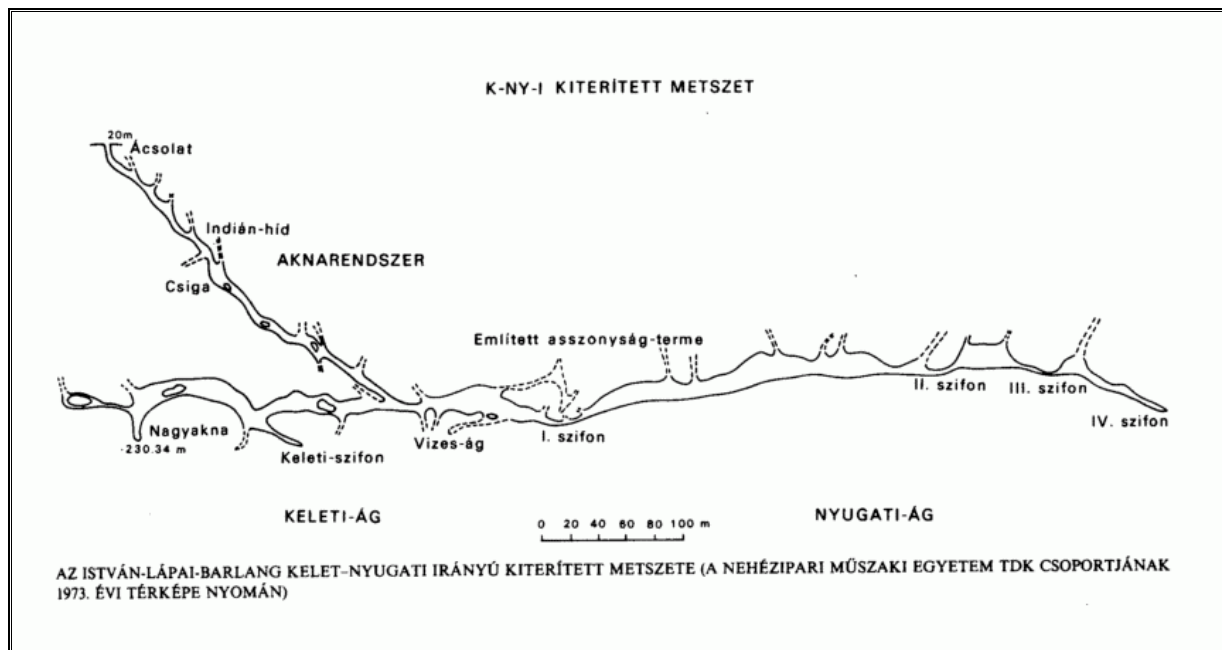 K-NY-I KITERÍTETT METSZET
20m
Ácsolat
Indián-híd
AKNARENDSZER
Csiga
Említett asszonyság-terme
II. szifon
III. szifon
IV. szifon
Nagyakna
-230.34 m
Keleti-szifon
Vizes-ág
I. szifon
KELETI-ÁG
0 20 40 60 80 100 m
NYUGATI-ÁG
AZ ISTVÁN-LÁPAI-BARLANG KELET–NYUGATI IRÁNYÚ KITERÍTETT METSZETE (A NEHÉZIPARI MŰSZAKI EGYETEM TDK CSOPORTJÁNAK
1973. ÉVI TÉRKÉPE NYOMÁN)